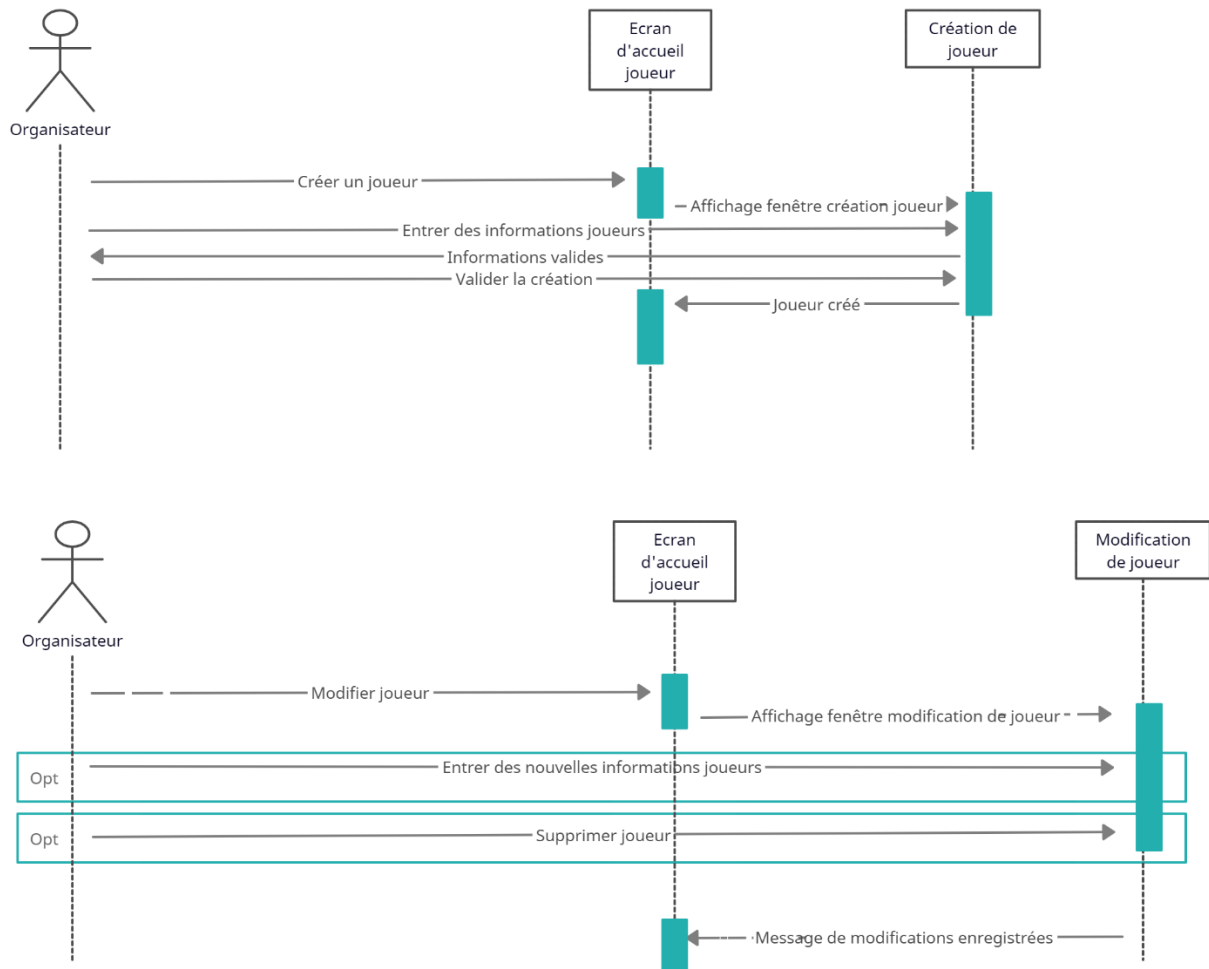 Ecran
d'accueil
joueur
Création de
joueur
Organisateur
Créer un joueur
Affichage fenêtre création joueur
Entrer des informations joueurs
Informations valides
Valider la création
Joueur créé
Ecran
d'accueil
joueur
Modification
de joueur
Organisateur
Modifier joueur
Affichage fenêtre modification de joueur
Opt
Entrer des nouvelles informations joueurs
Opt
Supprimer joueur
Message de modifications enregistrées